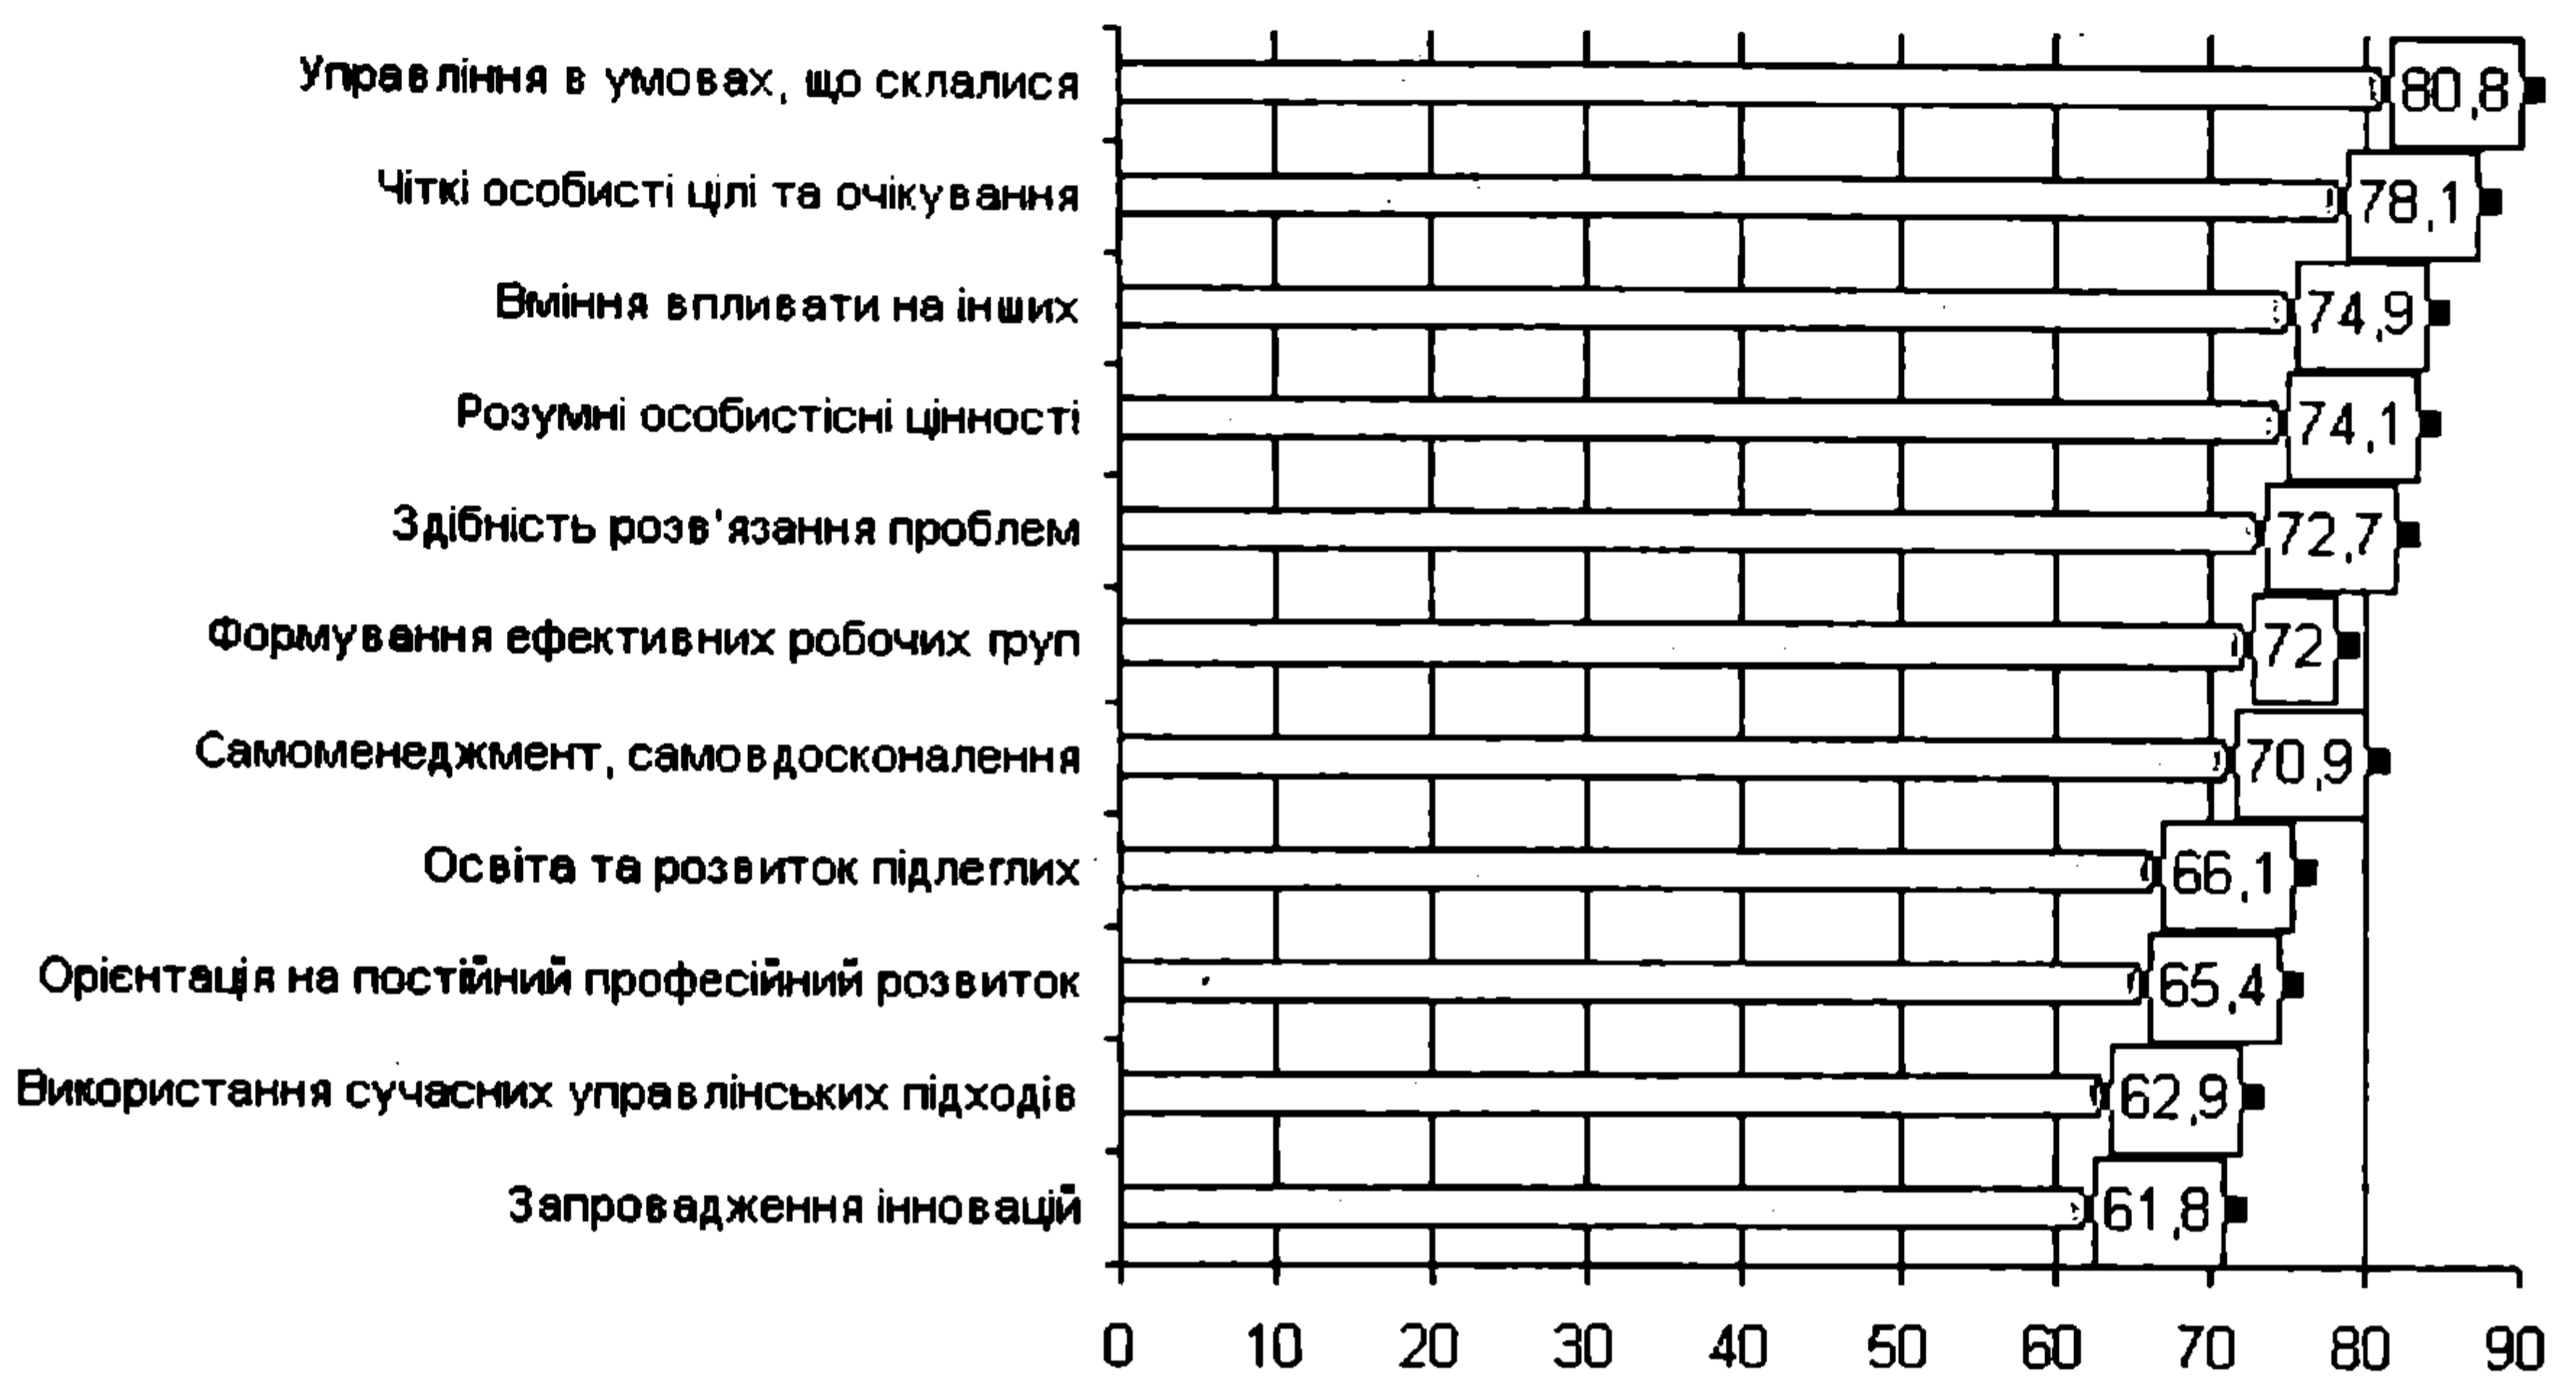 Управління в умовах, що склалися 80,8
Чіткі особисті цілі та очікування 78,1
Вміння впливати на інших 74,9
Розумні особистісні цінності 74,1
Здібність розв'язання проблем 72,7
Формування ефективних робочих груп 72
Самоменеджмент, самовдосконалення 70,9
Освіта та розвиток підлеглих 66,1
Орієнтація на постійний професійний розвиток 65,4
Використання сучасних управлінських підходів 62,9
Запровадження інновацій 61,8
0 10 20 30 40 50 60 70 80 90